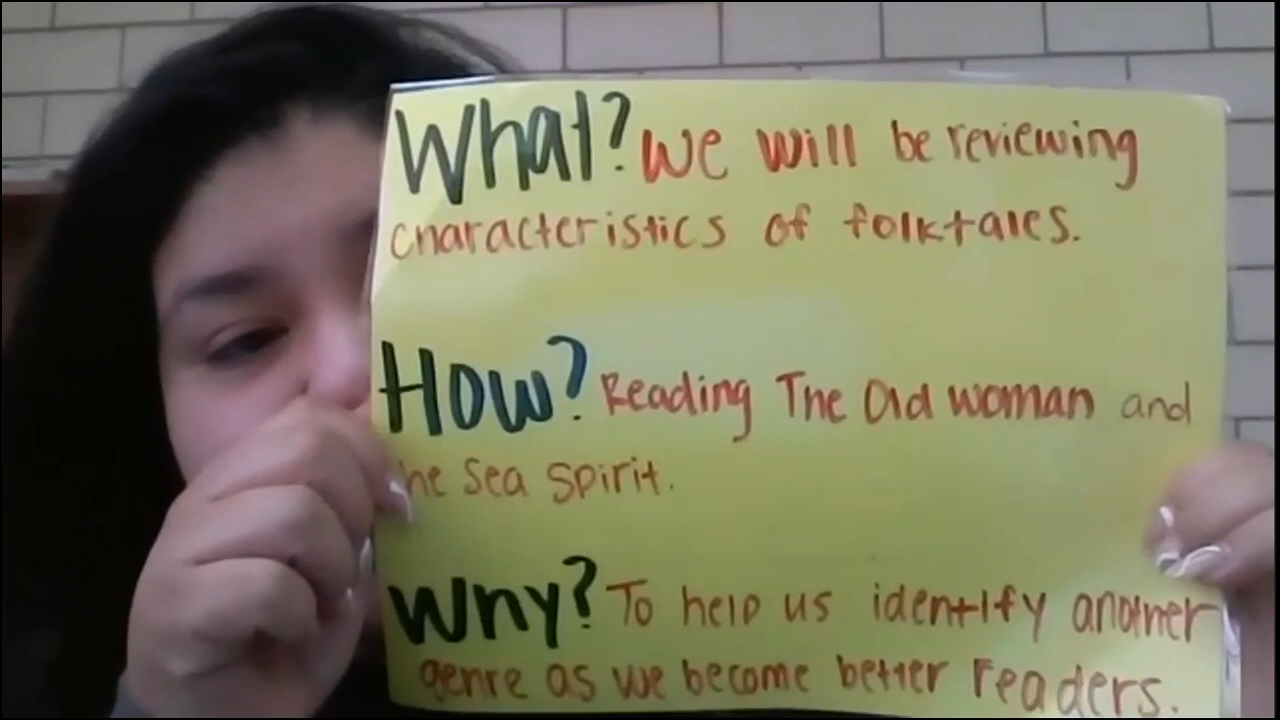 What? We will be reviewing
characteristics of folktales.
How? Reading The Old woman and
he Sea Spirit.
Why? To help us identify another
genre as we become better readers.